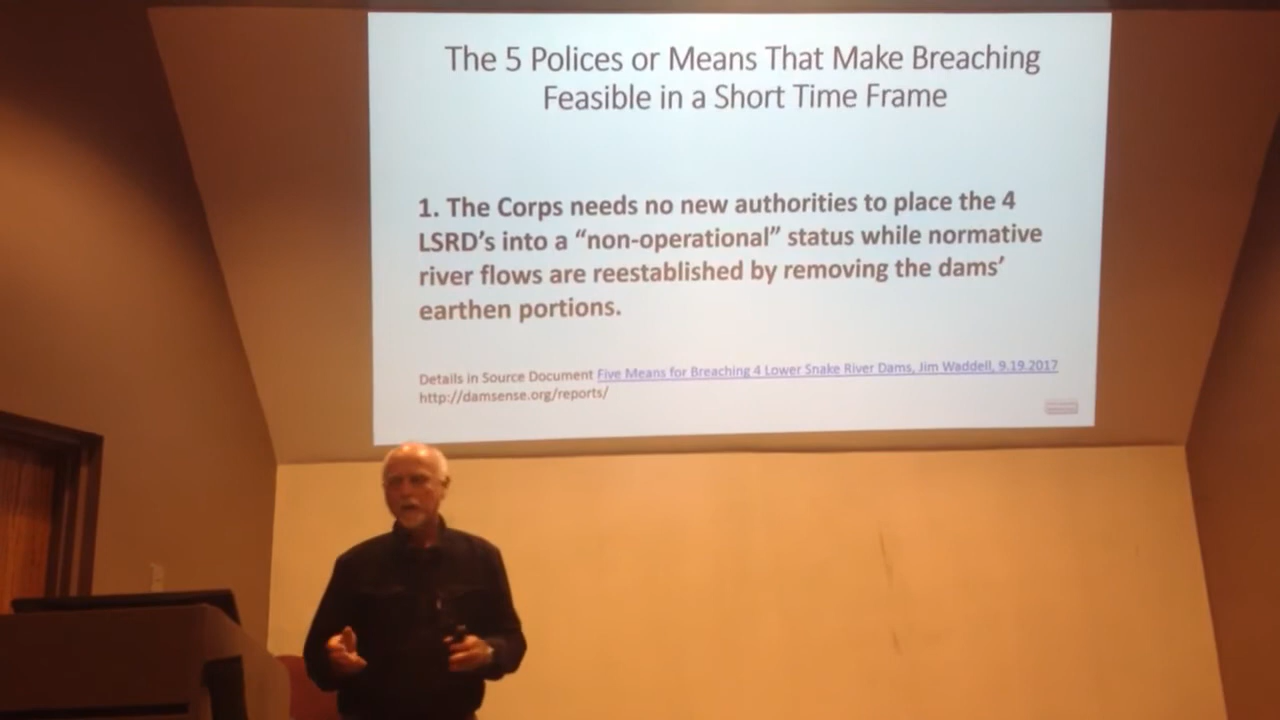 The 5 Polices or Means That Make Breaching
Feasible in a Short Time Frame
1. The Corps needs no new authorities to place the 4
LSRD’s into a “non-operational” status while normative
river flows are reestablished by removing the dams’
earthen portions.
Details in Source Document Five Means for Breaching 4 Lower Snake River Dams, Jim Waddell, 9.19.2017
http://damsense.org/reports/